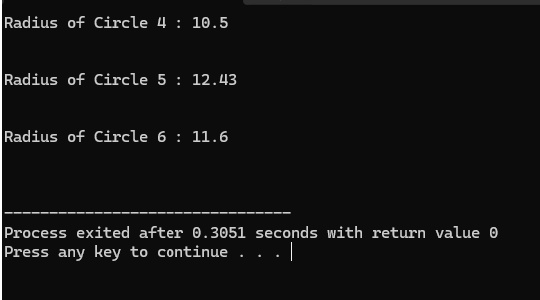 Radius of Circle 4 : 10.5
Radius of Circle 5 : 12.43
Radius of Circle 6 : 11.6
--------------------------------
Process exited after 0.3051 seconds with return value 0
Press any key to continue . . .